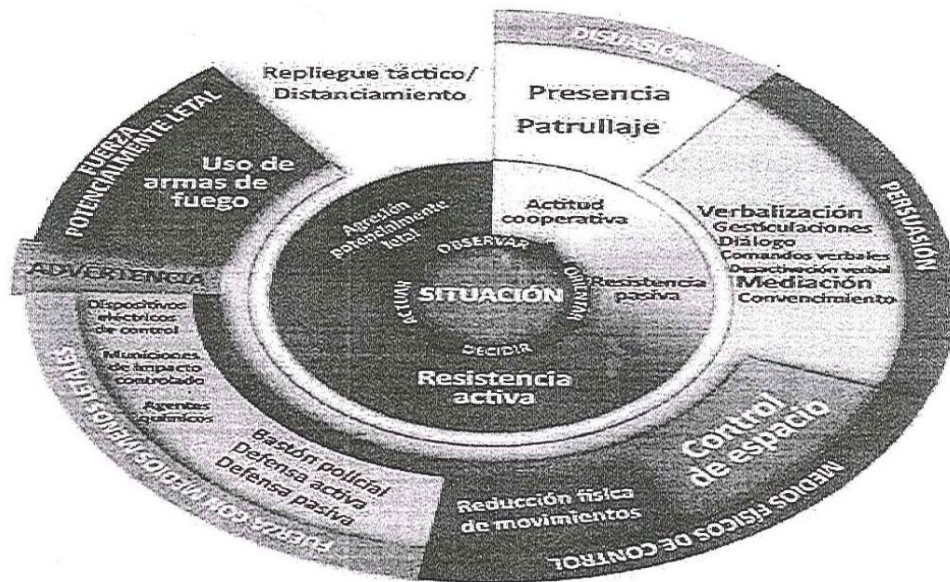 DISUASIÓN
Repliegue táctico/
Distanciamiento
Presencia
Patrullaje
FUERZA
POTENCIALMENTE LETAL
Uso de
armas de
fuego
PERSUASIÓN
Verbalización
Gesticulaciones
Diálogo
Comandos verbales
Desactivación verbal
Mediación
Convencimiento
Agresión
potencialmente
letal
Actitud
cooperativa
Resistencia
pasiva
Resistencia
activa
OBSERVAR
ORIENTAR
DECIDIR
ACTUAR
SITUACIÓN
ADVERTENCIA
Dispositivos
eléctricos
de control
Municiones
de impacto
controlado
Agentes
químicos
Bastón policial
Defensa activa
Defensa pasiva
FUERZA CON MEDIOS MENOS LETALES
Reducción física
de movimientos
Control
de espacio
MEDIOS FÍSICOS DE CONTROL